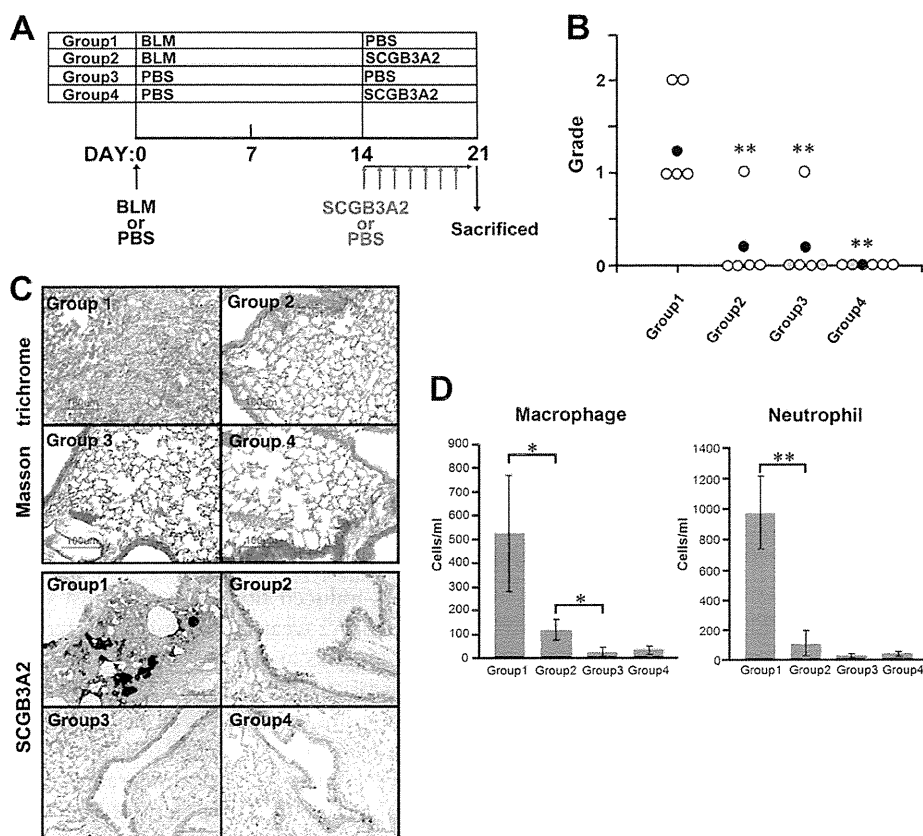 A
Group1 BLM PBS
Group2 BLM SCGB3A2
Group3 PBS PBS
Group4 PBS SCGB3A2
DAY:0 7 14 21
BLM
or
PBS
SCGB3A2
or
PBS
Sacrificed
B
Grade
2
1
0
** **
**
Group1 Group2 Group3 Group4
C
Masson trichrome
Group 1 Group 2
100um 100um
Group 3 Group 4
100um 100um
SCGB3A2
Group1 Group2
Group3 Group4
D
Macrophage
Cells/ml
900
800
700
600
500
400
300
200
100
0
*
*
Group1 Group2 Group3 Group4
Neutrophil
Cells/ml
1400
1200
1000
800
600
400
200
0
**
Group1 Group2 Group3 Group4